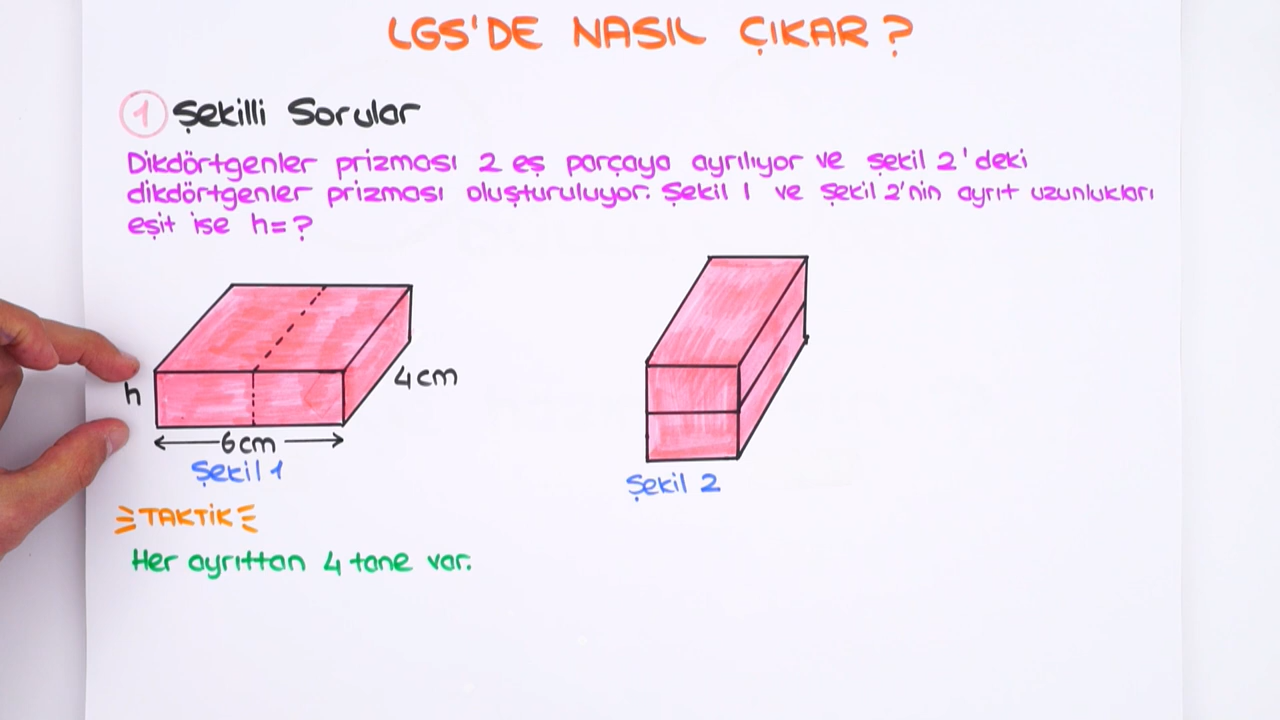 LGS'DE NASIL ÇIKAR?
1 Şekilli Sorular
Dikdörtgenler prizması 2 eş parçaya ayrılıyor ve şekil 2'deki
dikdörtgenler prizması oluşturuluyor. Şekil 1 ve Şekil 2'nin ayrıt uzunlukları
eşit ise h=?
h
4cm
6cm
Şekil 1
Şekil 2
TAKTİK
Her ayrıttan 4 tane var.